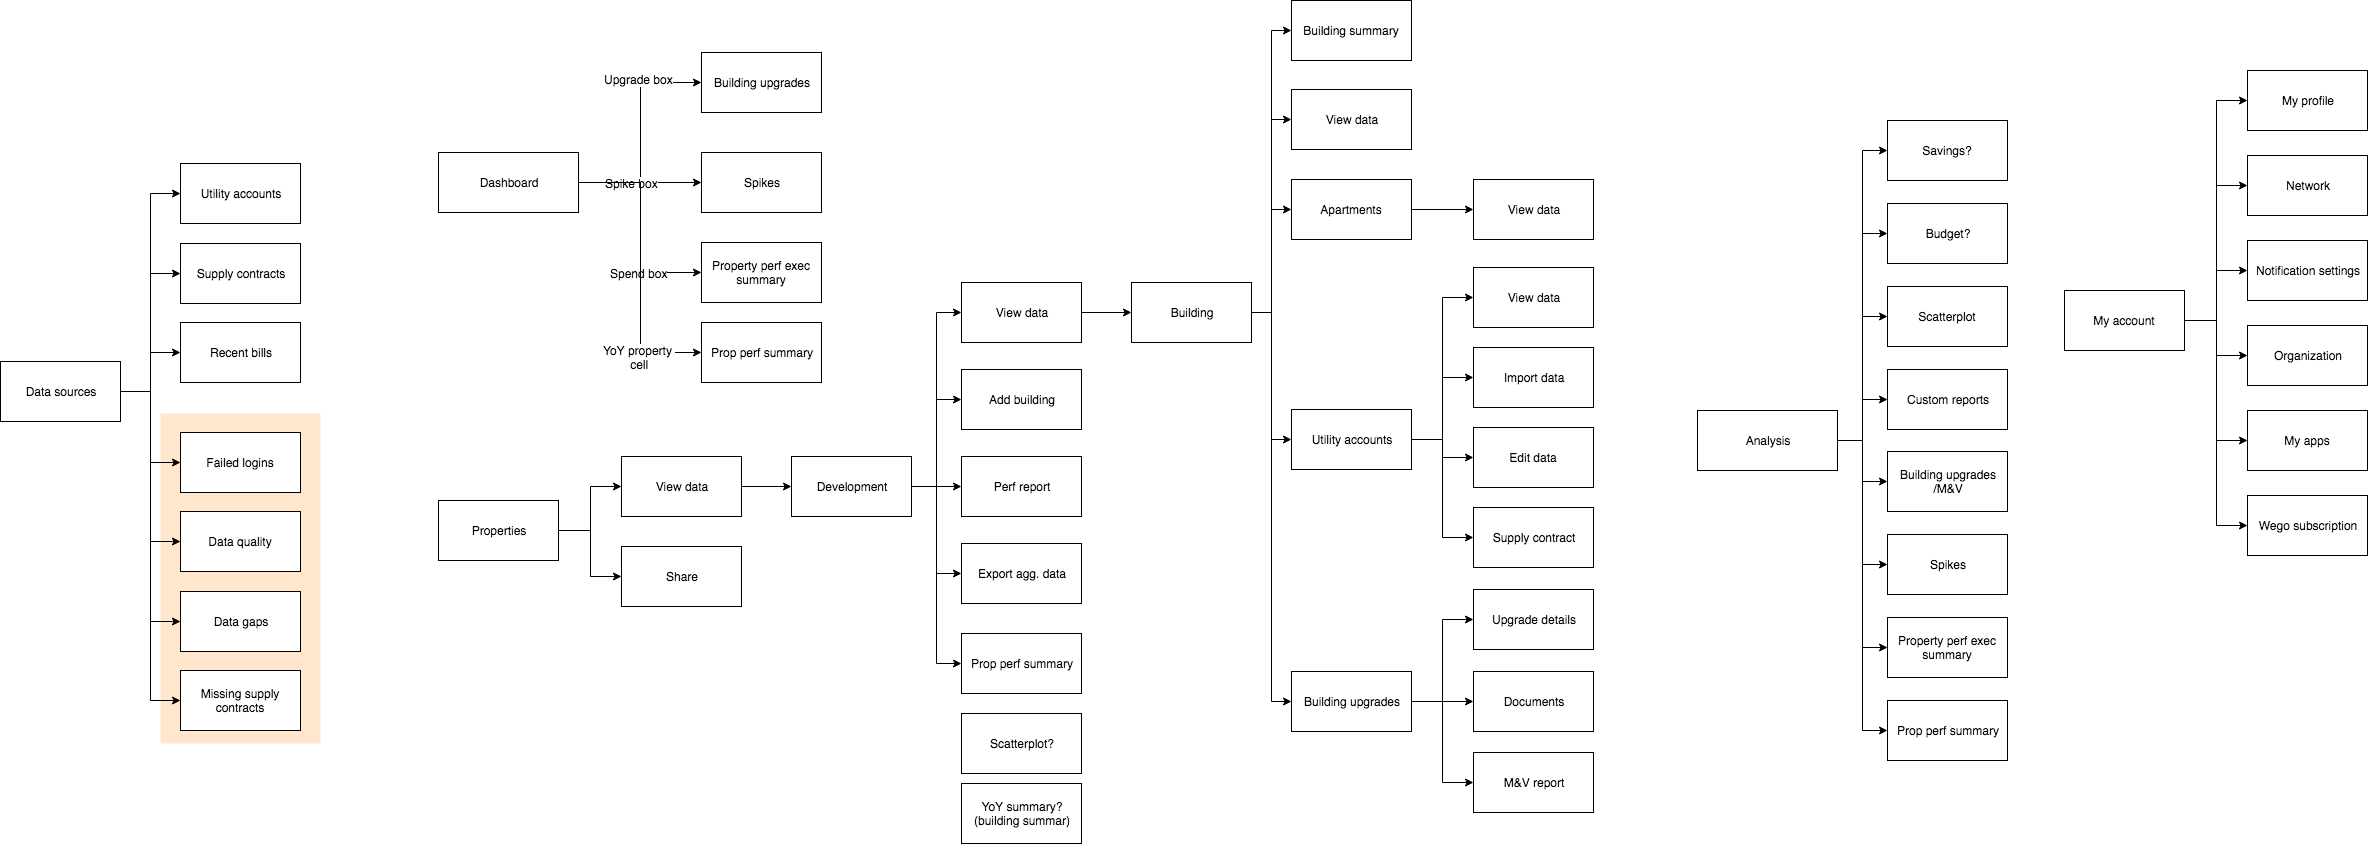 Data sources
Utility accounts
Supply contracts
Recent bills
Failed logins
Data quality
Data gaps
Missing supply
contracts
Dashboard
Upgrade box
Building upgrades
Spike box
Spikes
Spend box
Property perf exec
summary
YoY property
cell
Prop perf summary
Properties
View data
Share
Development
View data
Add building
Perf report
Export agg. data
Prop perf summary
Scatterplot?
YoY summary?
(building summar)
Building
Building summary
View data
Apartments
View data
Utility accounts
View data
Import data
Edit data
Supply contract
Building upgrades
Upgrade details
Documents
M&V report
Analysis
Savings?
Budget?
Scatterplot
Custom reports
Building upgrades
/M&V
Spikes
Property perf exec
summary
Prop perf summary
My account
My profile
Network
Notification settings
Organization
My apps
Wego subscription